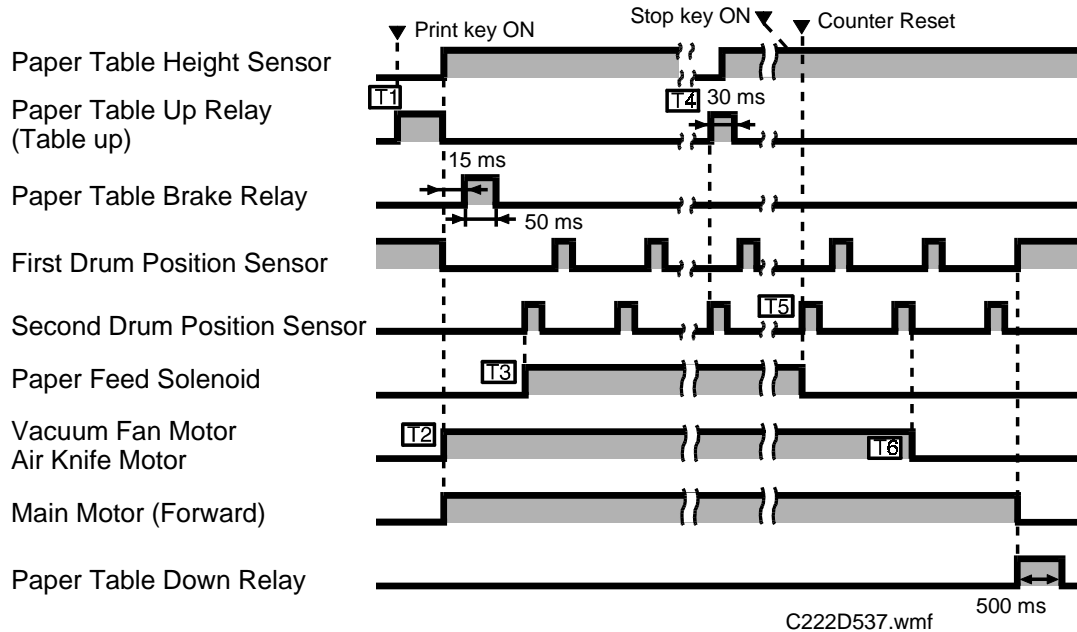 Print key ON
Stop key ON
Counter Reset
Paper Table Height Sensor
T1
T4
30 ms
Paper Table Up Relay
(Table up)
15 ms
Paper Table Brake Relay
50 ms
First Drum Position Sensor
T5
Second Drum Position Sensor
T3
Paper Feed Solenoid
T2
Vacuum Fan Motor
T6
Air Knife Motor
Main Motor (Forward)
Paper Table Down Relay
500 ms
C222D537.wmf